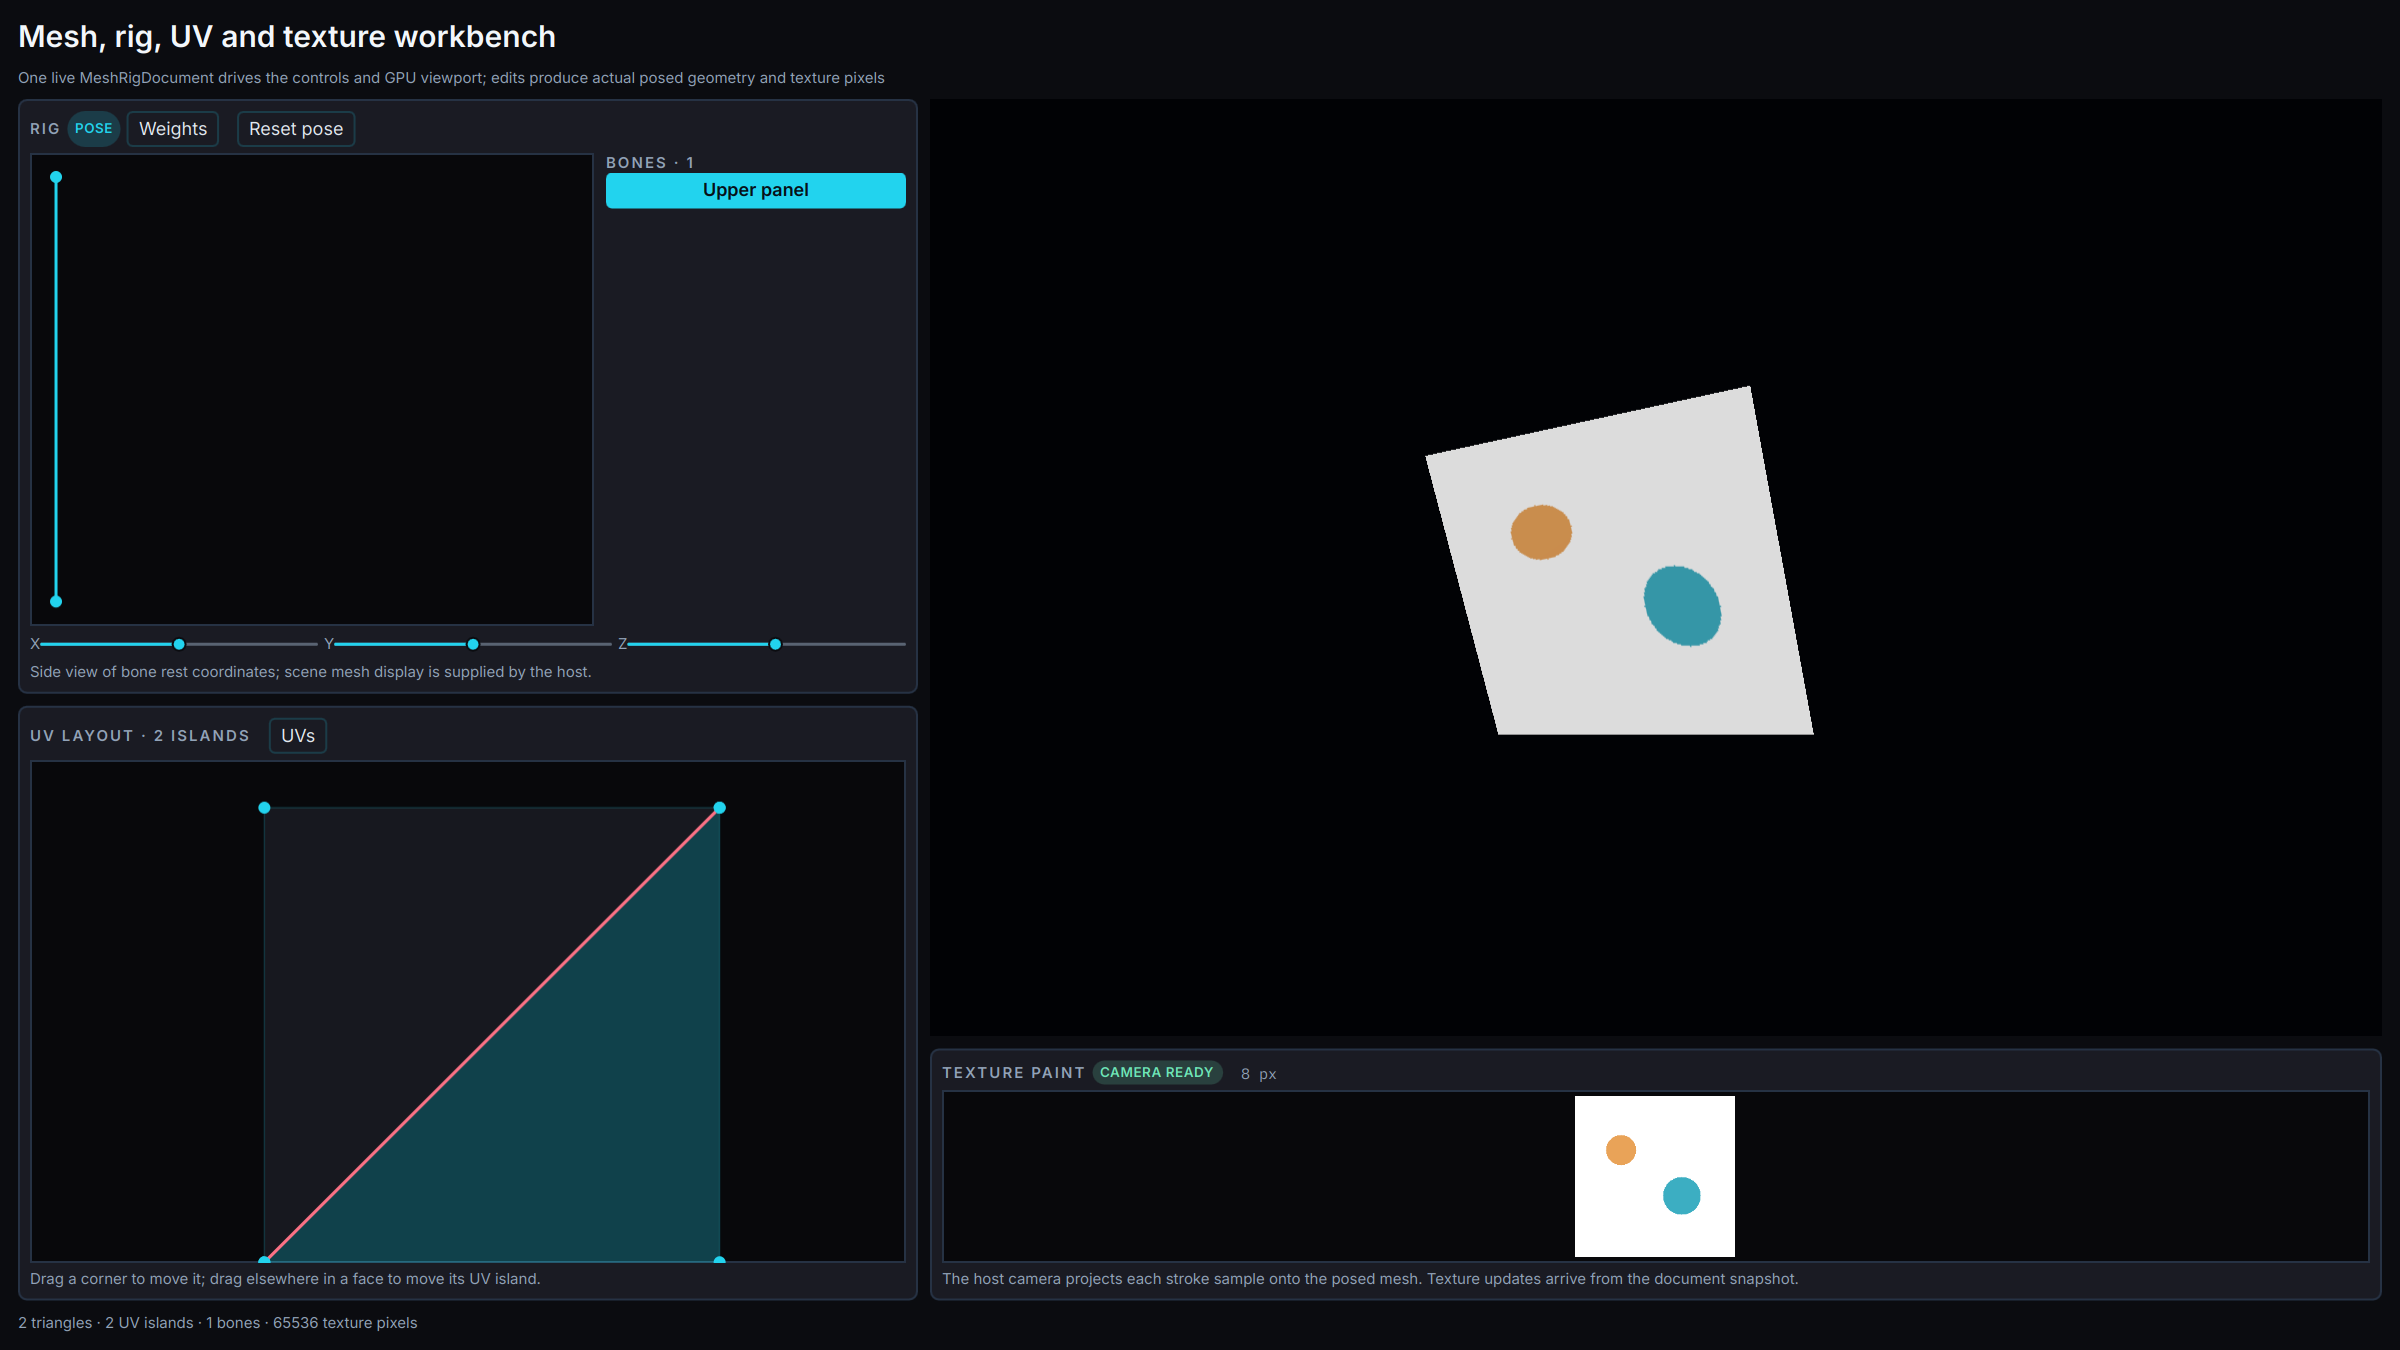 Mesh, rig, UV and texture workbench
One live MeshRigDocument drives the controls and GPU viewport; edits produce actual posed geometry and texture pixels
RIG POSE Weights Reset pose
BONES · 1
Upper panel
X Y Z
Side view of bone rest coordinates; scene mesh display is supplied by the host.
UV LAYOUT · 2 ISLANDS UVs
Drag a corner to move it; drag elsewhere in a face to move its UV island.
TEXTURE PAINT CAMERA READY 8 px
The host camera projects each stroke sample onto the posed mesh. Texture updates arrive from the document snapshot.
2 triangles · 2 UV islands · 1 bones · 65536 texture pixels